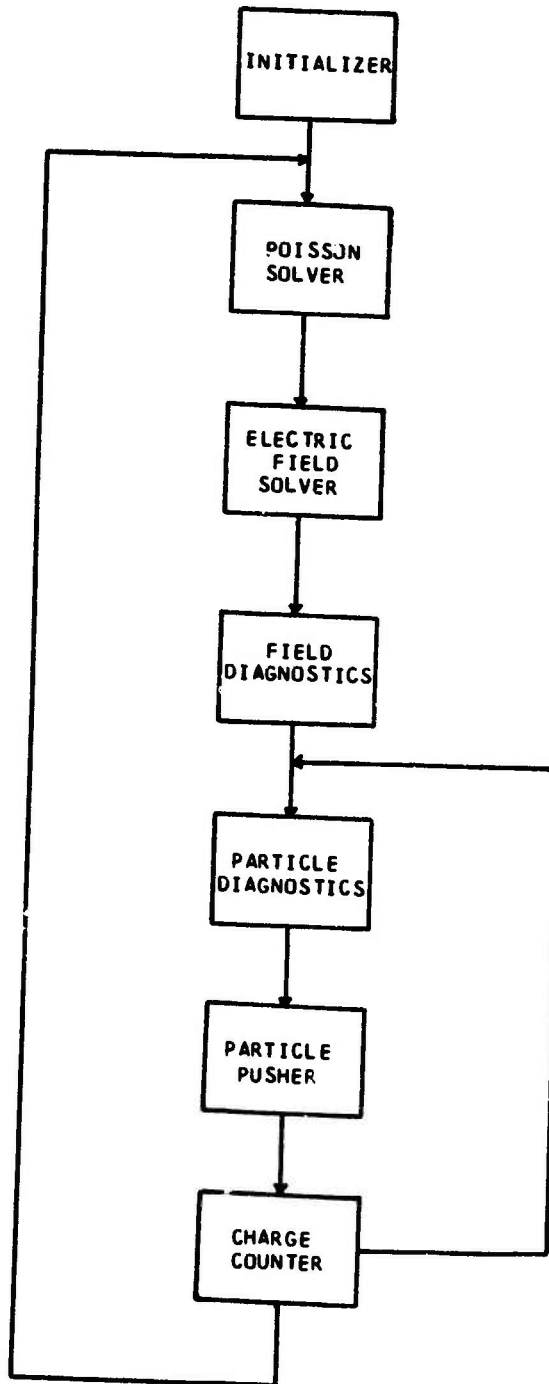 INITIALIZER
POISSON
SOLVER
ELECTRIC
FIELD
SOLVER
FIELD
DIAGNOSTICS
PARTICLE
DIAGNOSTICS
PARTICLE
PUSHER
CHARGE
COUNTER